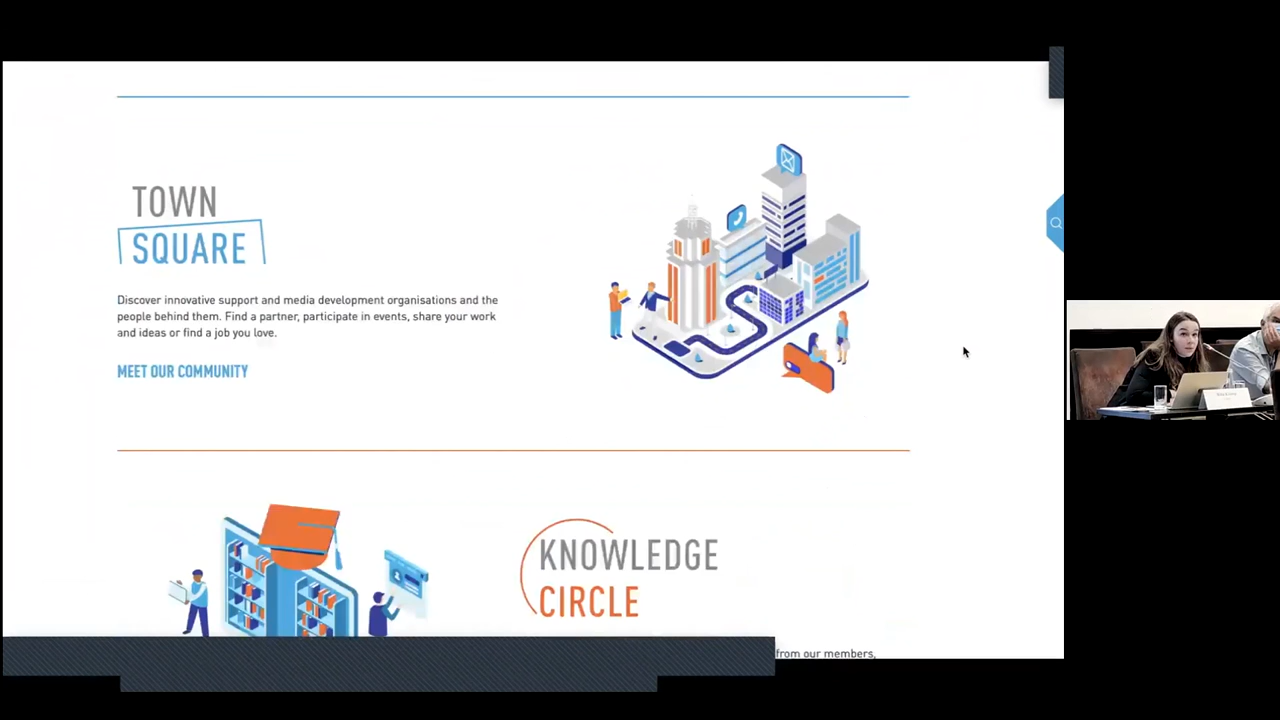 TOWN
SQUARE
Discover innovative support and media development organisations and the
people behind them. Find a partner, participate in events, share your work
and ideas or find a job you love.
MEET OUR COMMUNITY
KNOWLEDGE
CIRCLE
from our members,